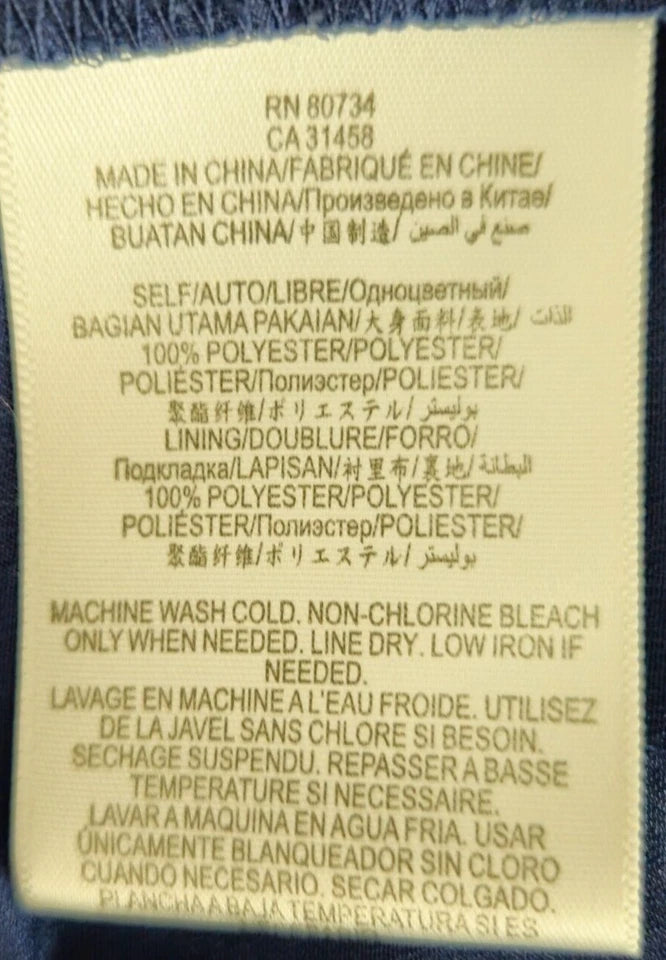 RN 80734
CA 31458
MADE IN CHINA/FABRIQUÉ EN CHINE/
HECHO EN CHINA/Произведено в Китае/
BUATAN CHINA/中国制造/ صنع في الصين
SELF/AUTO/LIBRE/Одноцветный/
BAGIAN UTAMA PAKAIAN/大身面料/表地/ الذات
100% POLYESTER/POLYESTER/
POLIÉSTER/Полиэстер/POLIESTER/
聚酯纤维/ポリエステル/ بوليستر
LINING/DOUBLURE/FORRO/
Подкладка/LAPISAN/衬里布/裏地/ البطانة
100% POLYESTER/POLYESTER/
POLIÉSTER/Полиэстер/POLIESTER/
聚酯纤维/ポリエステル/ بوليستر
MACHINE WASH COLD. NON-CHLORINE BLEACH
ONLY WHEN NEEDED. LINE DRY. LOW IRON IF
NEEDED.
LAVAGE EN MACHINE A L'EAU FROIDE. UTILISEZ
DE LA JAVEL SANS CHLORE SI BESOIN.
SECHAGE SUSPENDU. REPASSER A BASSE
TEMPERATURE SI NECESSAIRE.
LAVAR A MAQUINA EN AGUA FRIA. USAR
ÚNICAMENTE BLANQUEADOR SIN CLORO
CUANDO NECESARIO. SECAR COLGADO.
PLANCHA A BAJA TEMPERATURA SI ES